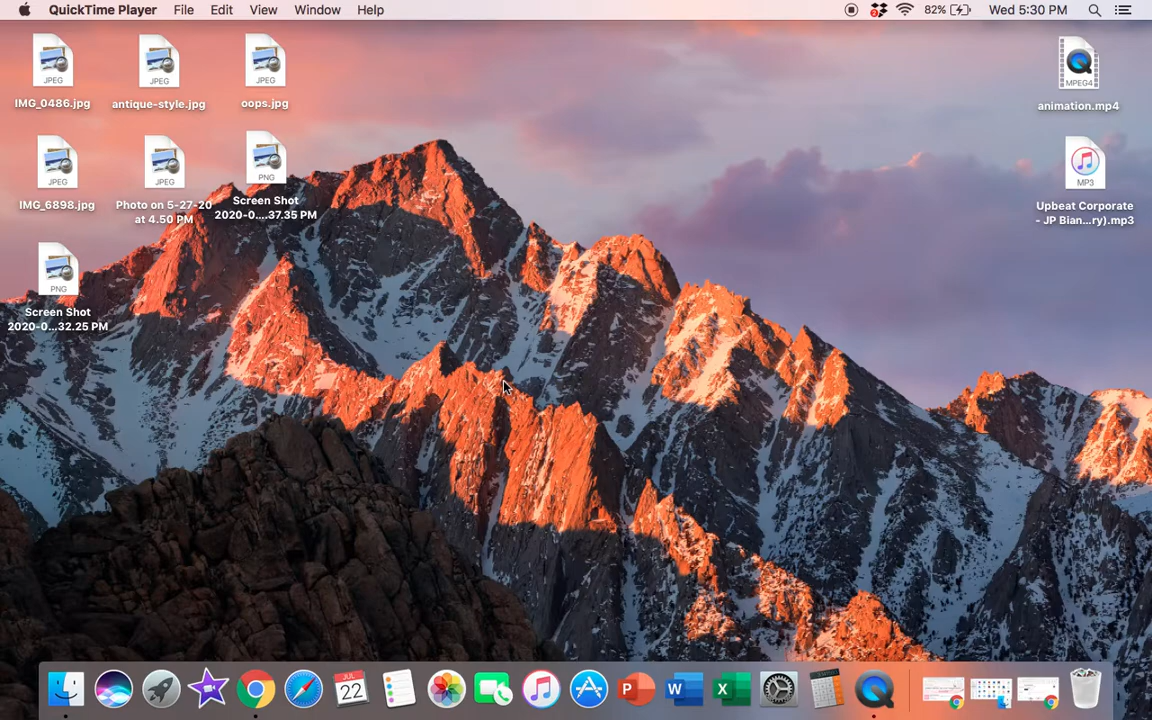 QuickTime Player File Edit View Window Help 2 82% Wed 5:30 PM
JPEG JPEG JPEG MPEG4
IMG_0486.jpg antique-style.jpg oops.jpg animation.mp4
JPEG JPEG PNG MP3
IMG_6898.jpg Photo on 5-27-20 Screen Shot Upbeat Corporate
at 4.50 PM 2020-0....37.35 PM - JP Bian...ry).mp3
PNG
Screen Shot
2020-0...32.25 PM
JUL
22 P W X